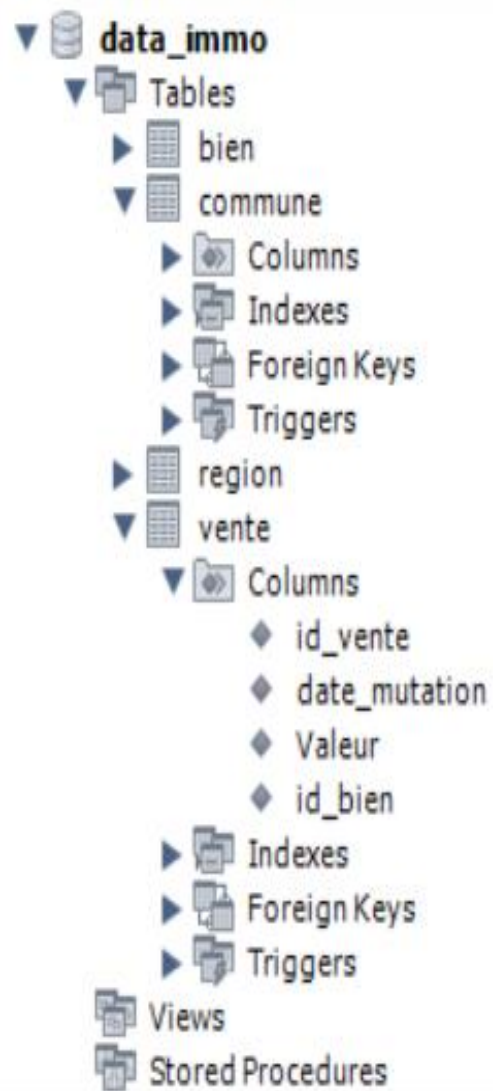 data_immo
Tables
bien
commune
Columns
Indexes
Foreign Keys
Triggers
region
vente
Columns
id_vente
date_mutation
Valeur
id_bien
Indexes
Foreign Keys
Triggers
Views
Stored Procedures